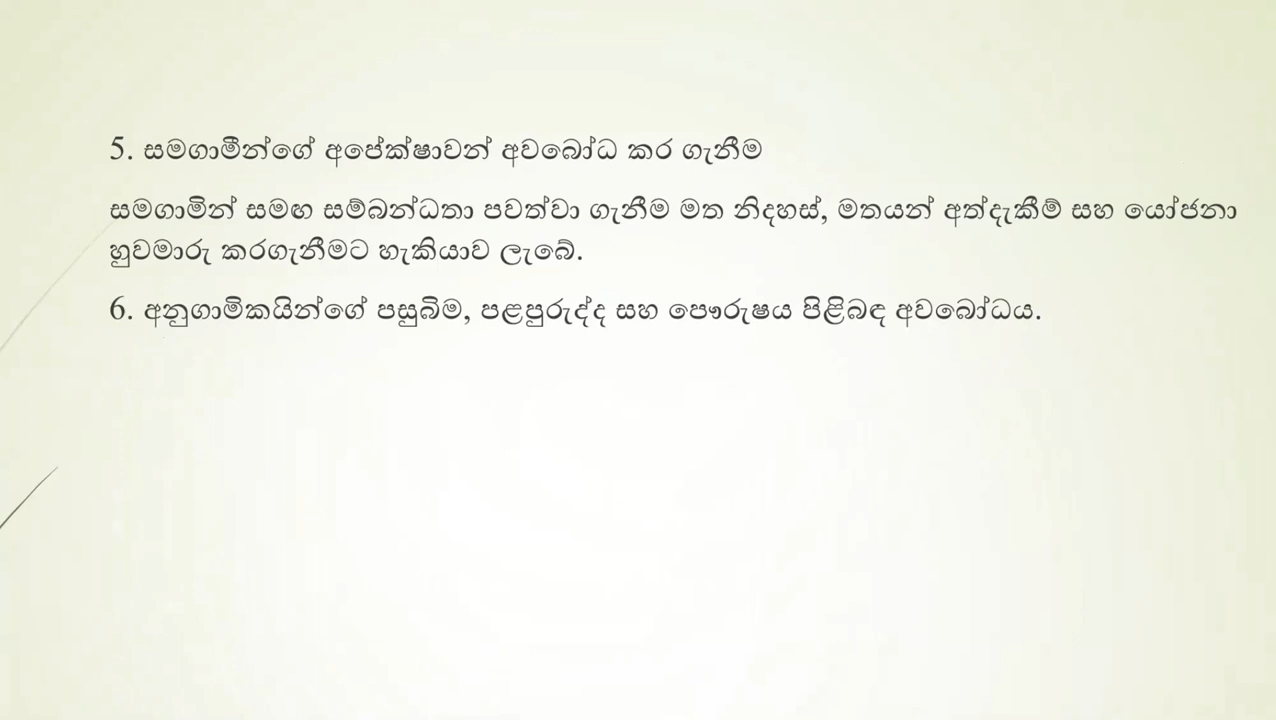 5. සමගාමීන්ගේ අපේක්ෂාවන් අවබෝධ කර ගැනීම
සමගාමින් සමඟ සම්බන්ධතා පවත්වා ගැනීම මත නිදහස්, මතයන් අත්දැකීම් සහ යෝජනා
හුවමාරු කරගැනීමට හැකියාව ලැබේ.
6. අනුගාමිකයින්ගේ පසුබිම, පළපුරුද්ද සහ පෞරුෂය පිළිබඳ අවබෝධය.